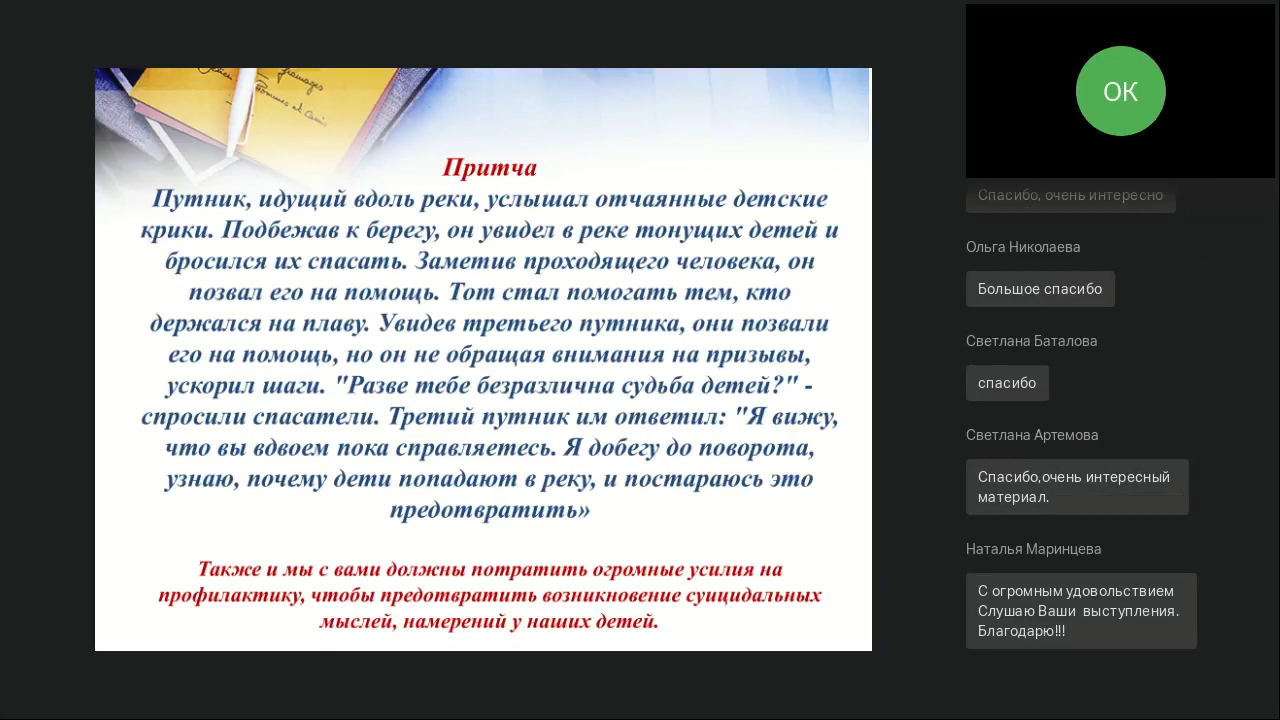 Притча
Путник, идущий вдоль реки, услышал отчаянные детские
крики. Подбежав к берегу, он увидел в реке тонущих детей и
бросился их спасать. Заметив проходящего человека, он
позвал его на помощь. Тот стал помогать тем, кто
держался на плаву. Увидев третьего путника, они позвали
его на помощь, но он не обращая внимания на призывы,
ускорил шаги. "Разве тебе безразлична судьба детей?" -
спросили спасатели. Третий путник им ответил: "Я вижу,
что вы вдвоем пока справляетесь. Я добегу до поворота,
узнаю, почему дети попадают в реку, и постараюсь это
предотвратить»
Также и мы с вами должны потратить огромные усилия на
профилактику, чтобы предотвратить возникновение суицидальных
мыслей, намерений у наших детей.
ОК
Спасибо, очень интересно
Ольга Николаева
Большое спасибо
Светлана Баталова
спасибо
Светлана Артемова
Спасибо,очень интересный
материал.
Наталья Маринцева
С огромным удовольствием
Слушаю Ваши  выступления.
Благодарю!!!